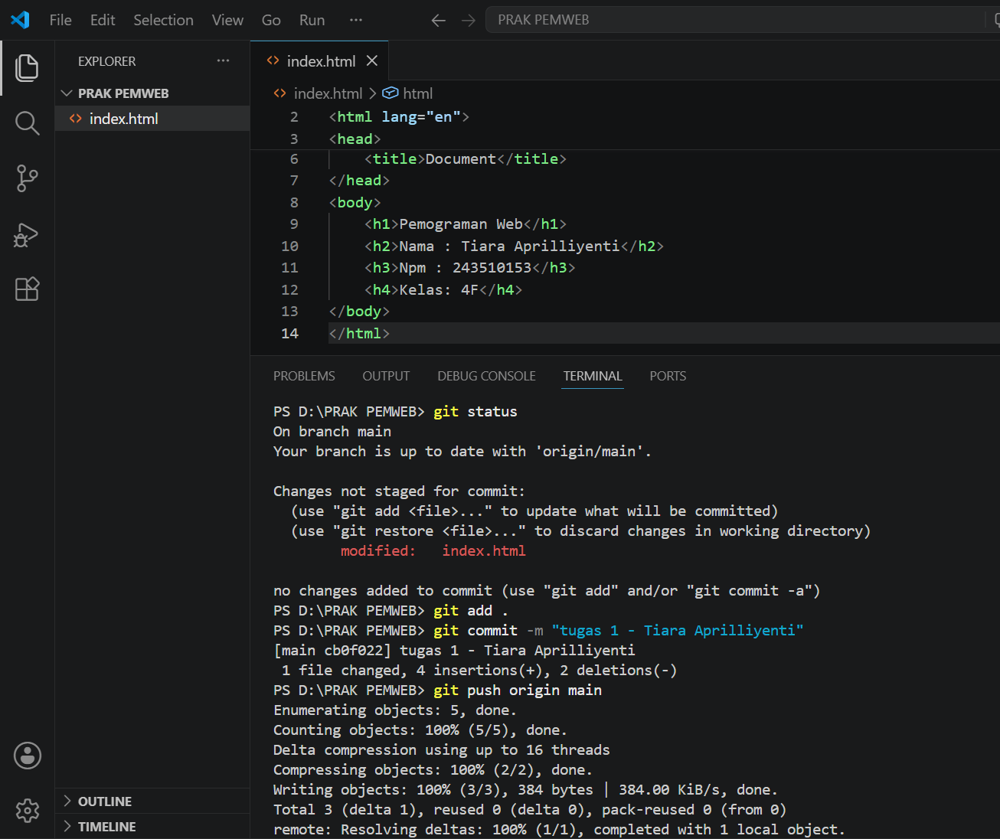 File Edit Selection View Go Run ... PRAK PEMWEB
EXPLORER ...
PRAK PEMWEB
index.html
index.html
index.html > html
2 <html lang="en">
3 <head>
6 <title>Document</title>
7 </head>
8 <body>
9 <h1>Pemograman Web</h1>
10 <h2>Nama : Tiara Aprilliyenti</h2>
11 <h3>Npm : 243510153</h3>
12 <h4>Kelas: 4F</h4>
13 </body>
14 </html>
PROBLEMS OUTPUT DEBUG CONSOLE TERMINAL PORTS
PS D:\PRAK PEMWEB> git status
On branch main
Your branch is up to date with 'origin/main'.
Changes not staged for commit:
(use "git add <file>..." to update what will be committed)
(use "git restore <file>..." to discard changes in working directory)
modified: index.html
no changes added to commit (use "git add" and/or "git commit -a")
PS D:\PRAK PEMWEB> git add .
PS D:\PRAK PEMWEB> git commit -m "tugas 1 - Tiara Aprilliyenti"
[main cb0f022] tugas 1 - Tiara Aprilliyenti
1 file changed, 4 insertions(+), 2 deletions(-)
PS D:\PRAK PEMWEB> git push origin main
Enumerating objects: 5, done.
Counting objects: 100% (5/5), done.
Delta compression using up to 16 threads
Compressing objects: 100% (2/2), done.
Writing objects: 100% (3/3), 384 bytes | 384.00 KiB/s, done.
Total 3 (delta 1), reused 0 (delta 0), pack-reused 0 (from 0)
remote: Resolving deltas: 100% (1/1), completed with 1 local object.
OUTLINE
TIMELINE